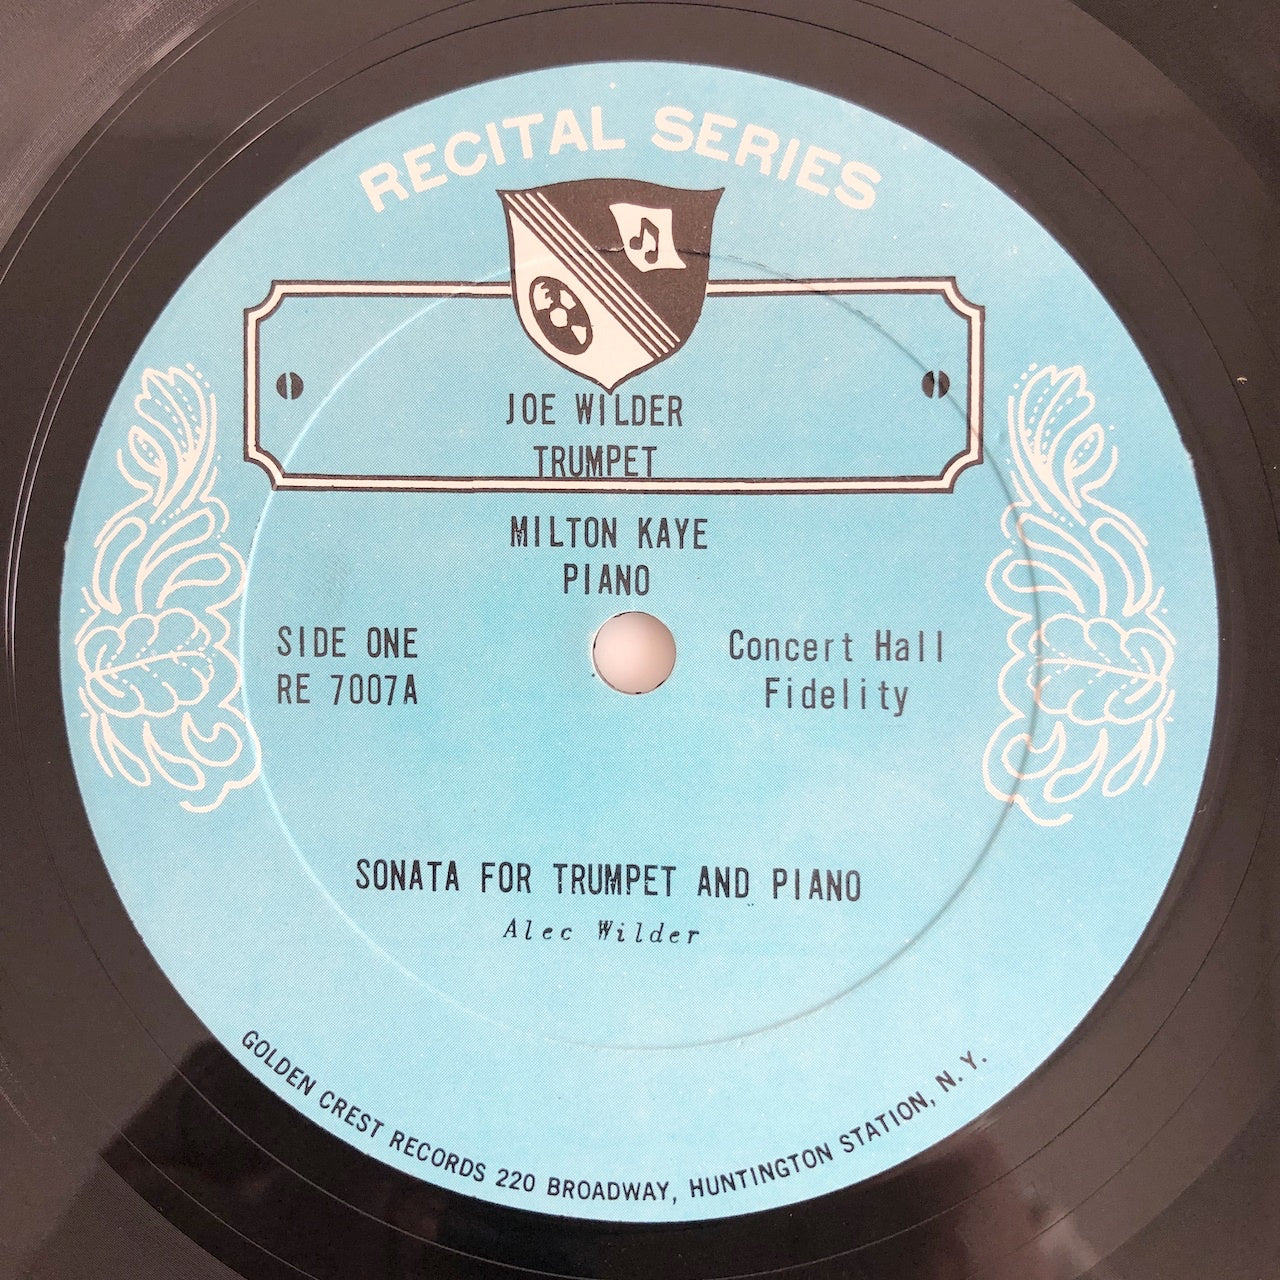 RECITAL SERIES
JOE WILDER
TRUMPET
MILTON KAYE
PIANO
SIDE ONE
RE 7007A
Concert Hall
Fidelity
SONATA FOR TRUMPET AND PIANO
Alec Wilder
GOLDEN CREST RECORDS 220 BROADWAY, HUNTINGTON STATION, N.Y.